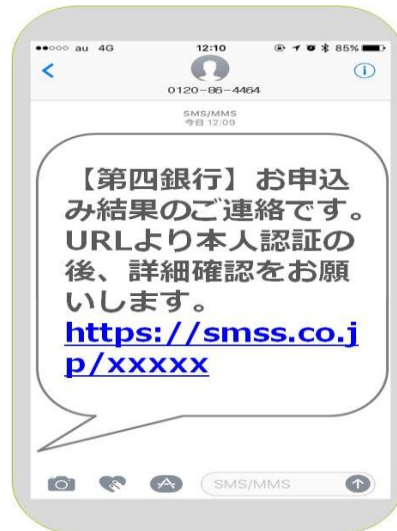 au 4G 12:10 85%
0120-86-4464
SMS/MMS
今日 12:09
【第四銀行】お申込
み結果のご連絡です。
URLより本人認証の
後、詳細確認をお願
いします。
https://smss.co.j
p/xxxxx
SMS/MMS